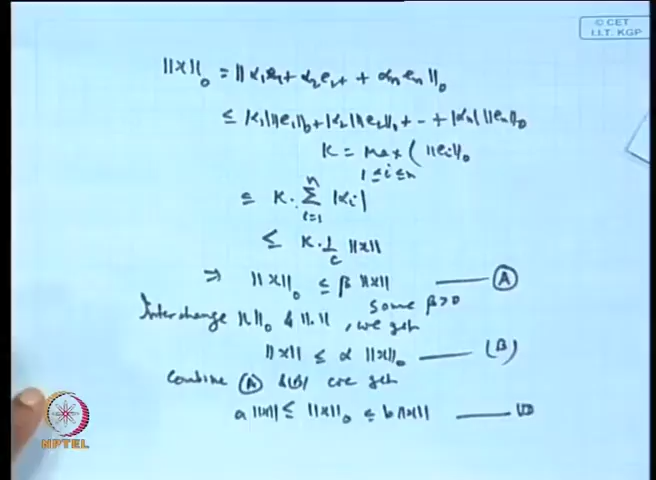 © CET
I.I.T. KGP
||x||₀ = ||α₁e₁ + α₂e₂ + + αₙeₙ||₀
≤ |α₁| ||e₁||₀ + |α₂| ||e₂||₀ + - + |αₙ| ||eₙ||₀
K = Max ( ||eᵢ||₀
1≤i≤n
≤ K · Σⁿᵢ₌₁ |αᵢ|
≤ K · 1/c ||x||
⇒ ||x||₀ ≤ β ||x|| —— (A)
Some β>0
Interchange ||·||₀ & ||·||, we get
||x|| ≤ α ||x||₀ —— (B)
Combine (A) &(B) we get
a ||x|| ≤ ||x||₀ ≤ b ||x|| ——
NPTEL